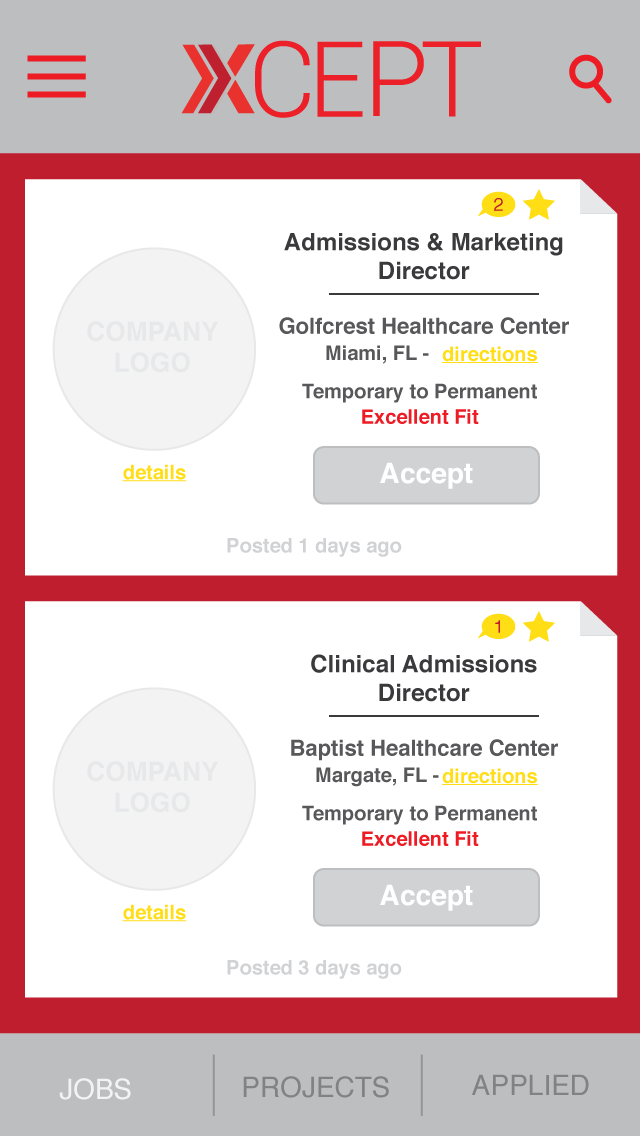 XCEPT
2
Admissions & Marketing
Director
COMPANY
LOGO
Golfcrest Healthcare Center
Miami, FL - directions
Temporary to Permanent
Excellent Fit
details
Accept
Posted 1 days ago
1
Clinical Admissions
Director
COMPANY
LOGO
Baptist Healthcare Center
Margate, FL - directions
Temporary to Permanent
Excellent Fit
details
Accept
Posted 3 days ago
JOBS PROJECTS APPLIED